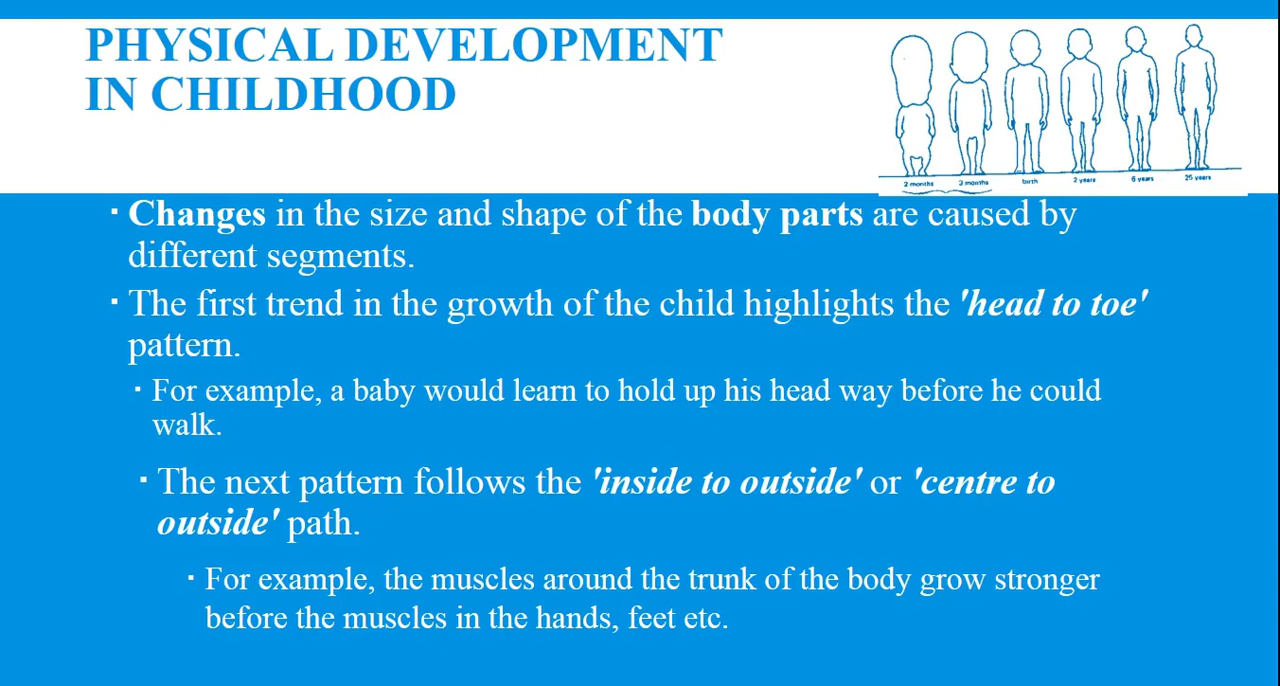 PHYSICAL DEVELOPMENT
IN CHILDHOOD
2 months 3 months birth 2 years 6 years 25 years
▪ Changes in the size and shape of the body parts are caused by
different segments.
▪ The first trend in the growth of the child highlights the 'head to toe'
pattern.
▪ For example, a baby would learn to hold up his head way before he could
walk.
▪ The next pattern follows the 'inside to outside' or 'centre to
outside' path.
▪ For example, the muscles around the trunk of the body grow stronger
before the muscles in the hands, feet etc.